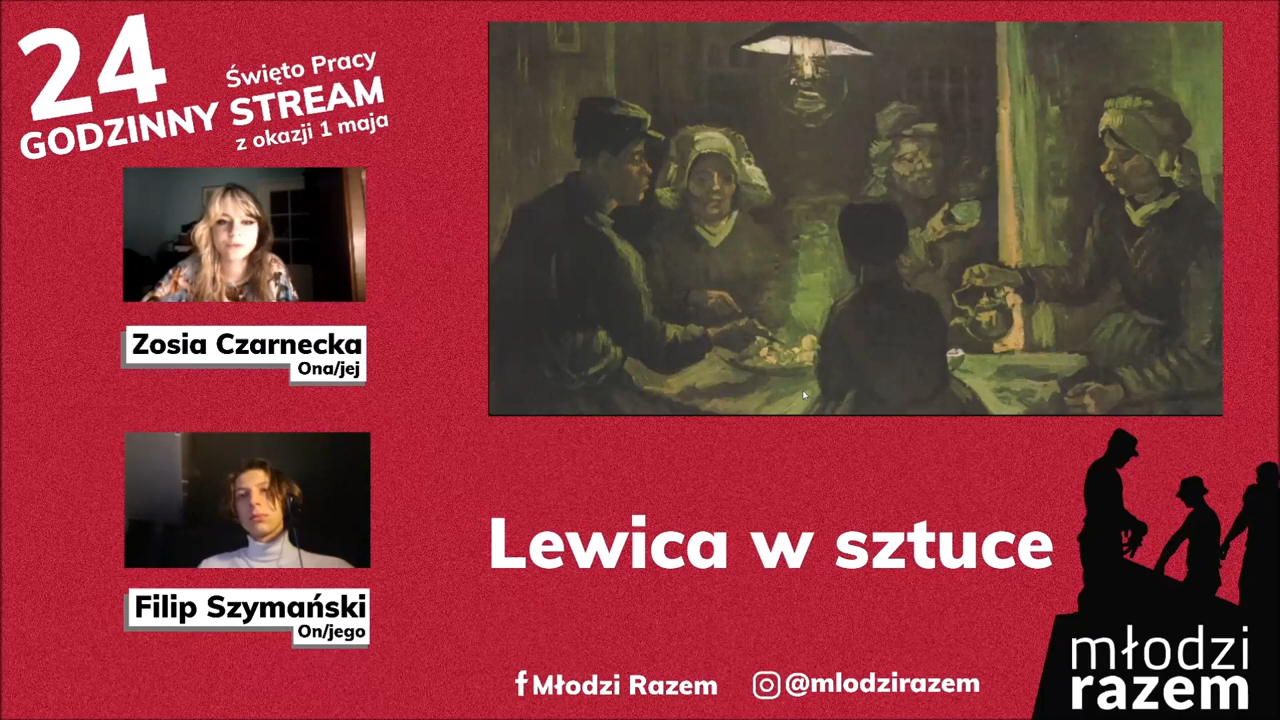 24
Święto Pracy
GODZINNY STREAM
z okazji 1 maja
Zosia Czarnecka
Ona/jej
Filip Szymański
On/jego
Lewica w sztuce
Młodzi Razem
@mlodzirazem
młodzi
razem